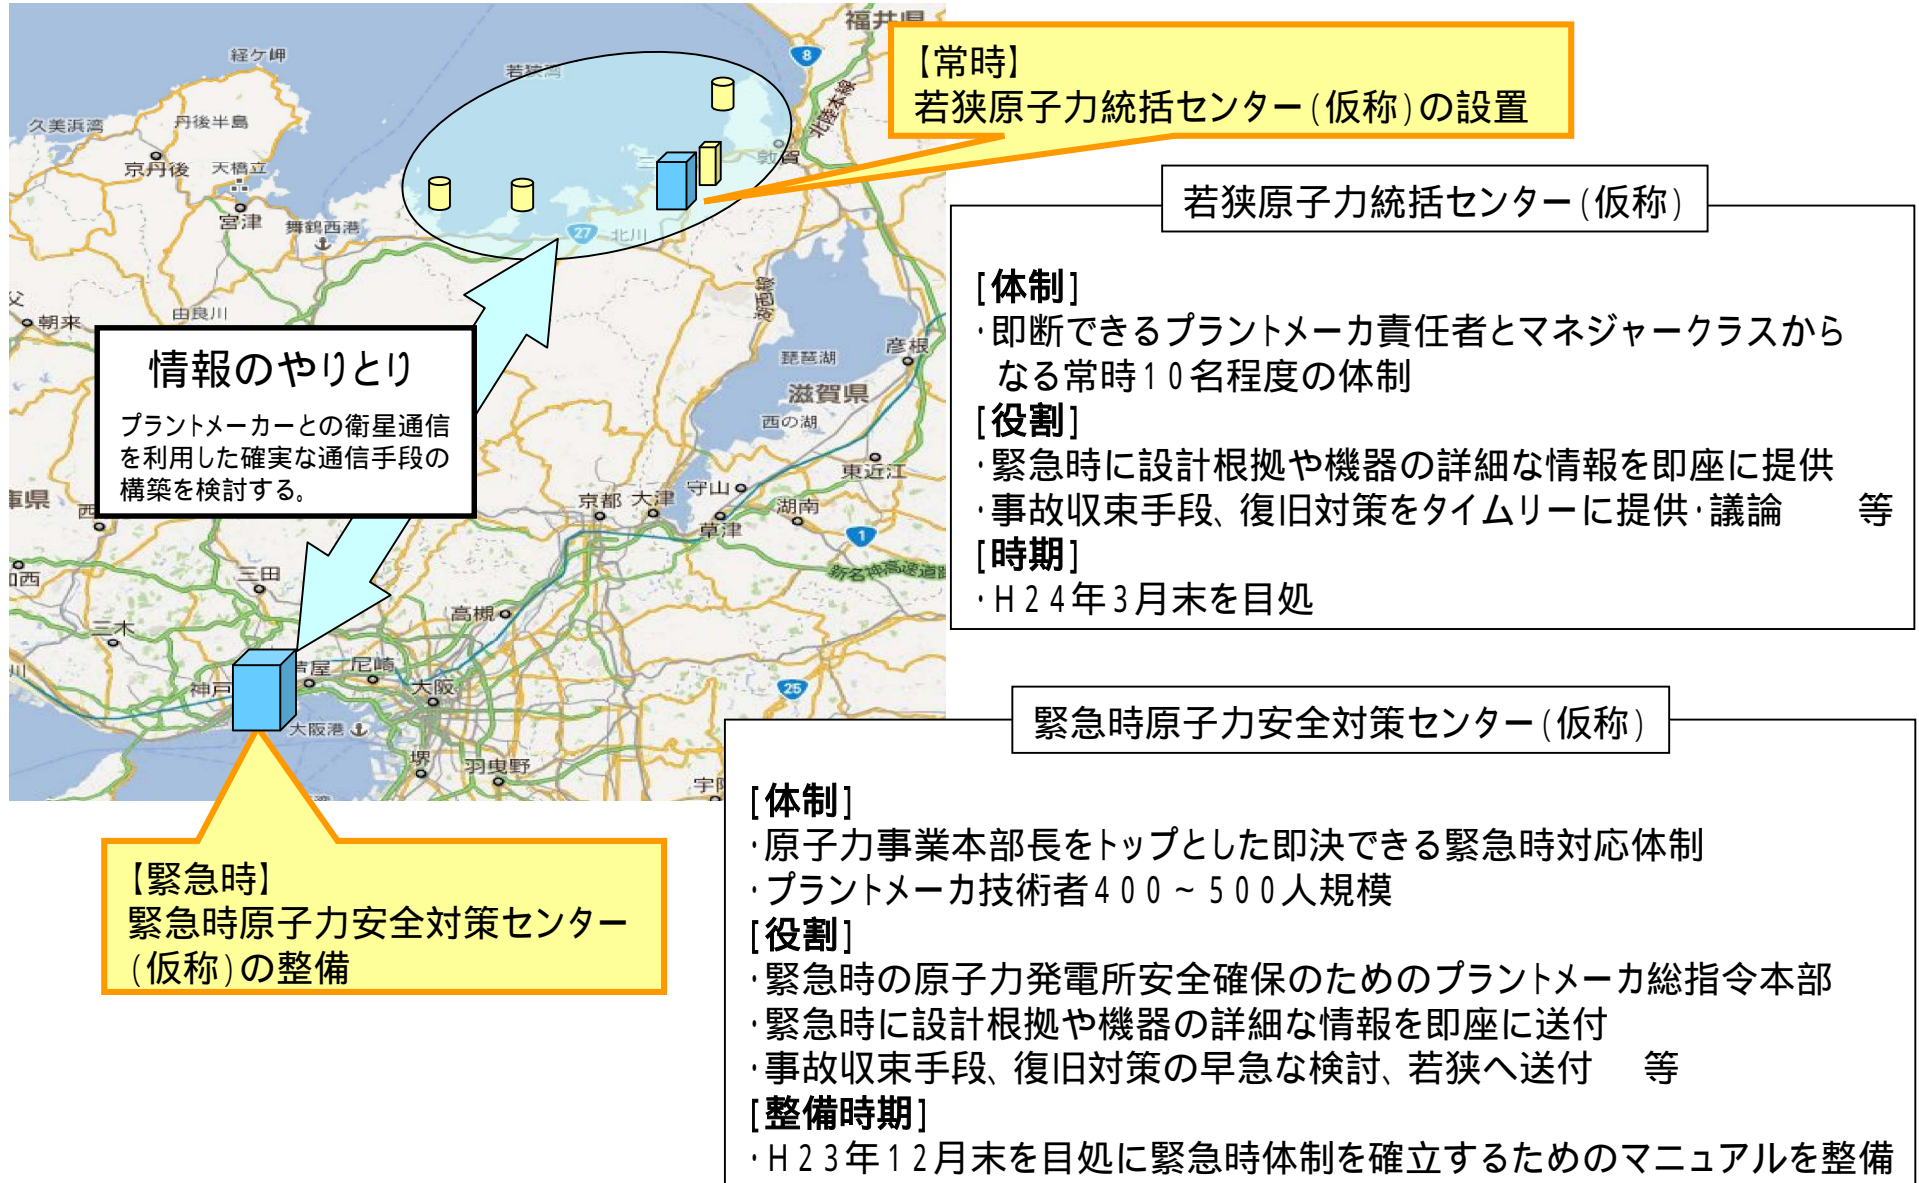 福井県
経ケ岬
若狭湾
8
北陸本線
久美浜湾
丹後半島
京丹後
天橋立
三
敦賀
宮津
舞鶴西港
27
北川
湖西線
父
朝来
由良川
琵琶湖
彦根
滋賀県
西の湖
東近江
庫県
西
京都
大津
守山
湖南
草津
1
新名神高速道路
西
三田
高槻
三木
川
神戸
屋
尼崎
大阪
25
大阪港
堺
羽曳野
宇陀
【常時】
若狭原子力統括センター(仮称)の設置
情報のやりとり
プラントメーカーとの衛星通信
を利用した確実な通信手段の
構築を検討する。
【緊急時】
緊急時原子力安全対策センター
(仮称)の整備
若狭原子力統括センター(仮称)
[体制]
・即断できるプラントメーカ責任者とマネジャークラスから
なる常時10名程度の体制
[役割]
・緊急時に設計根拠や機器の詳細な情報を即座に提供
・事故収束手段、復旧対策をタイムリーに提供・議論　等
[時期]
・H24年3月末を目処
緊急時原子力安全対策センター(仮称)
[体制]
・原子力事業本部長をトップとした即決できる緊急時対応体制
・プラントメーカ技術者400~500人規模
[役割]
・緊急時の原子力発電所安全確保のためのプラントメーカ総指令本部
・緊急時に設計根拠や機器の詳細な情報を即座に送付
・事故収束手段、復旧対策の早急な検討、若狭へ送付　等
[整備時期]
・H23年12月末を目処に緊急時体制を確立するためのマニュアルを整備